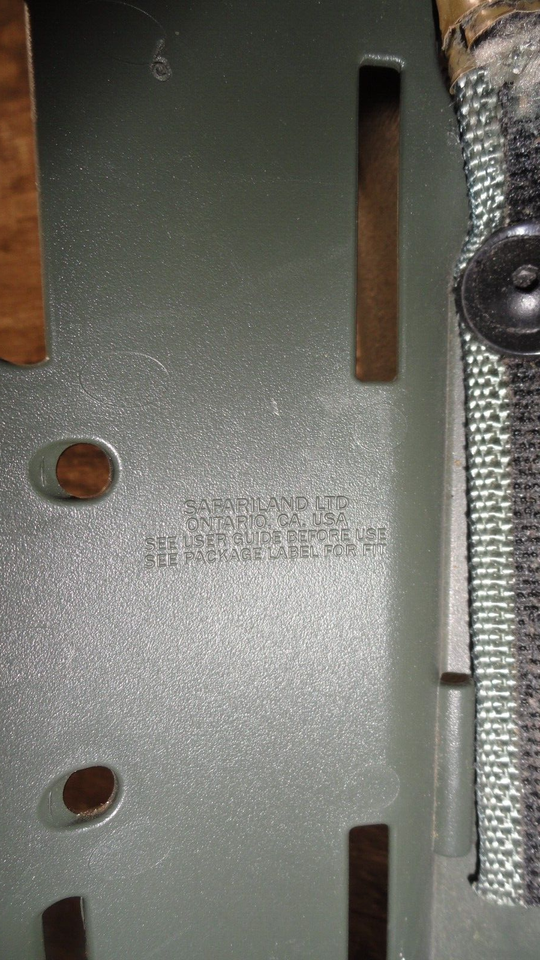 6
SAFARILAND LTD
ONTARIO, CA. USA
SEE USER GUIDE BEFORE USE
SEE PACKAGE LABEL FOR FIT